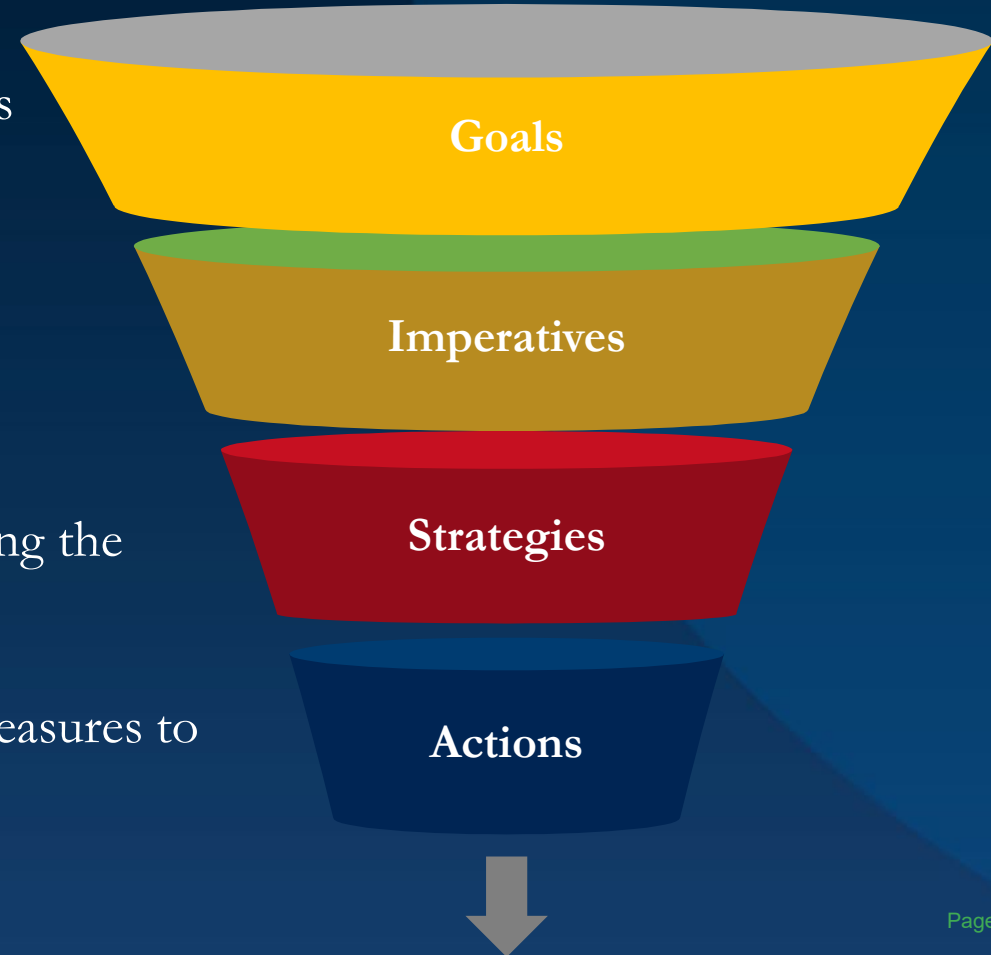 s
Goals
Imperatives
Strategies
ng the
easures to
Actions
Page